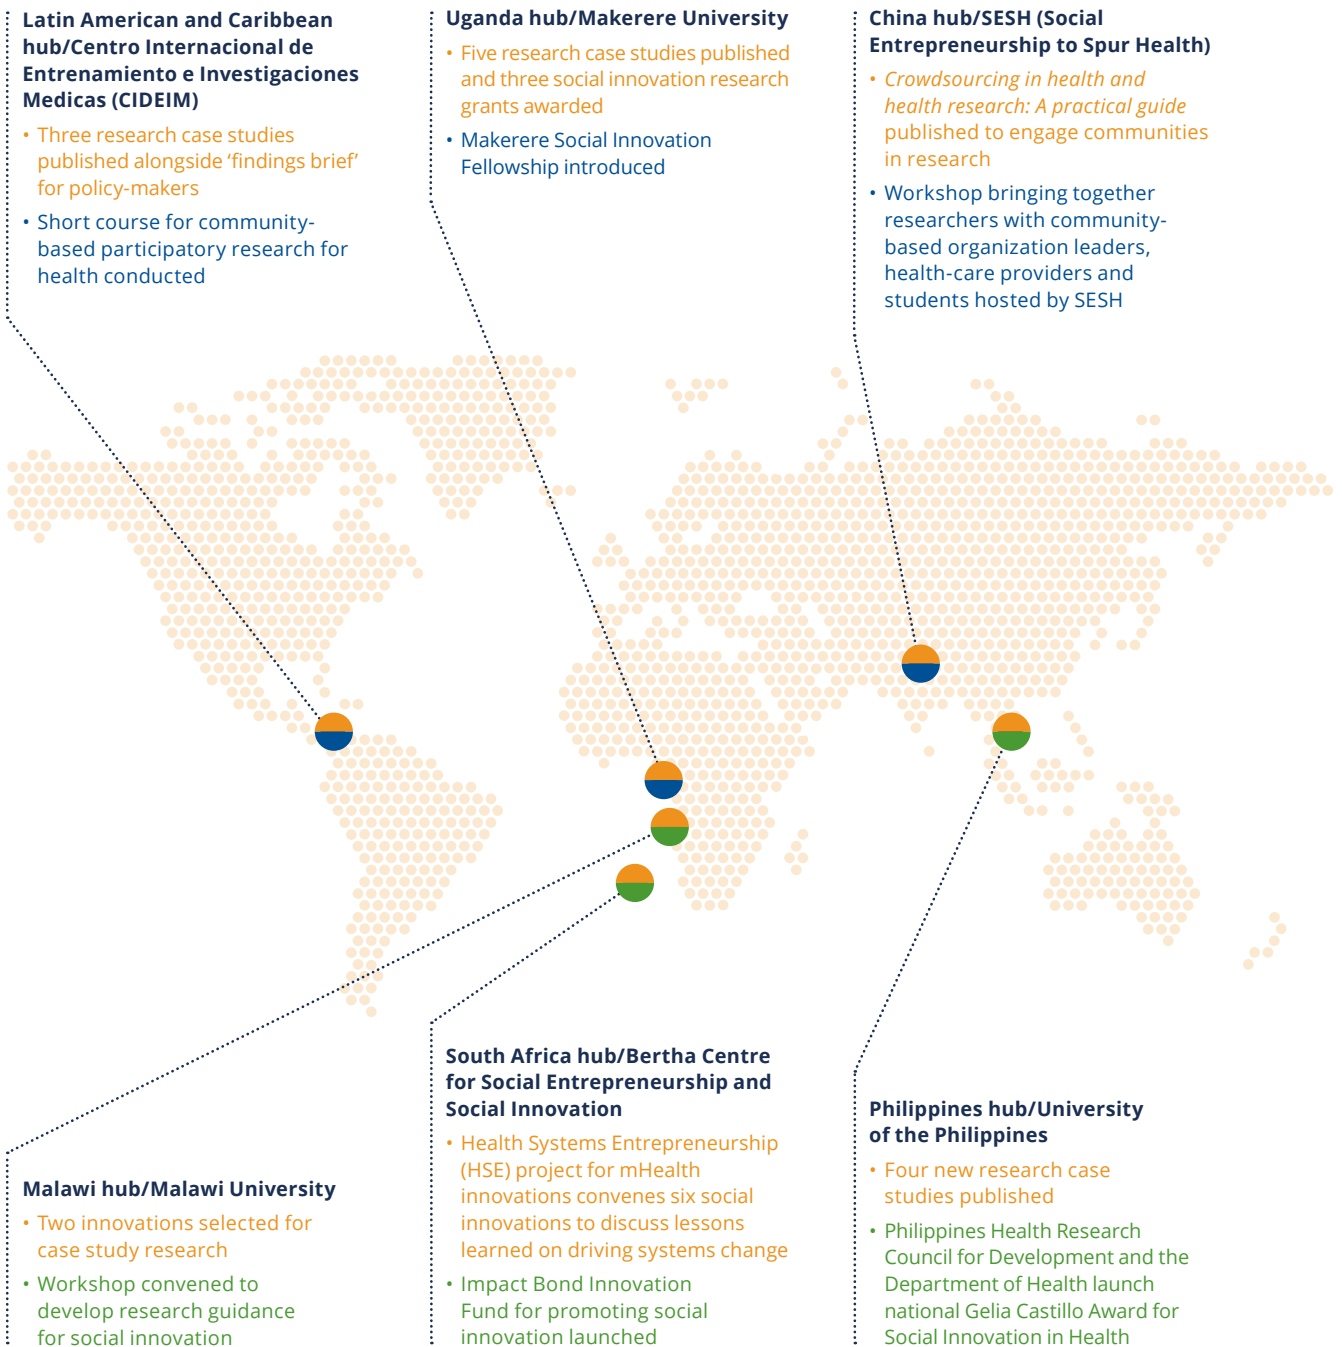 Latin American and Caribbean
hub/Centro Internacional de
Entrenamiento e Investigaciones
Medicas (CIDEIM)
• Three research case studies
published alongside ‘findings brief’
for policy-makers
• Short course for community-
based participatory research for
health conducted
Uganda hub/Makerere University
• Five research case studies published
and three social innovation research
grants awarded
• Makerere Social Innovation
Fellowship introduced
China hub/SESH (Social
Entrepreneurship to Spur Health)
• Crowdsourcing in health and
health research: A practical guide
published to engage communities
in research
• Workshop bringing together
researchers with community-
based organization leaders,
health-care providers and
students hosted by SESH
Malawi hub/Malawi University
• Two innovations selected for
case study research
• Workshop convened to
develop research guidance
for social innovation
South Africa hub/Bertha Centre
for Social Entrepreneurship and
Social Innovation
• Health Systems Entrepreneurship
(HSE) project for mHealth
innovations convenes six social
innovations to discuss lessons
learned on driving systems change
• Impact Bond Innovation
Fund for promoting social
innovation launched
Philippines hub/University
of the Philippines
• Four new research case
studies published
• Philippines Health Research
Council for Development and the
Department of Health launch
national Gelia Castillo Award for
Social Innovation in Health